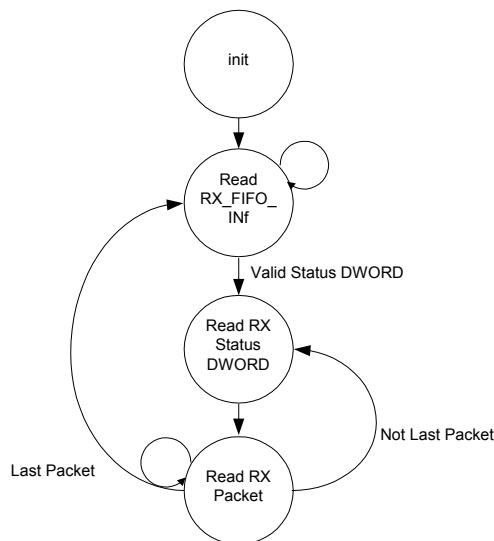 init
Read
RX_FIFO_
INf
Valid Status DWORD
Read RX
Status
DWORD
Not Last Packet
Last Packet
Read RX
Packet